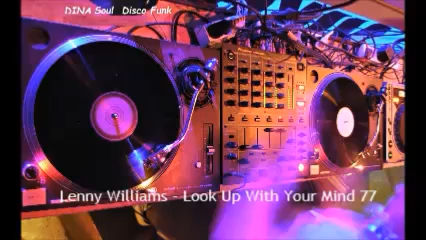 DINA Soul Disco Funk
Lenny Williams - Look Up With Your Mind 77